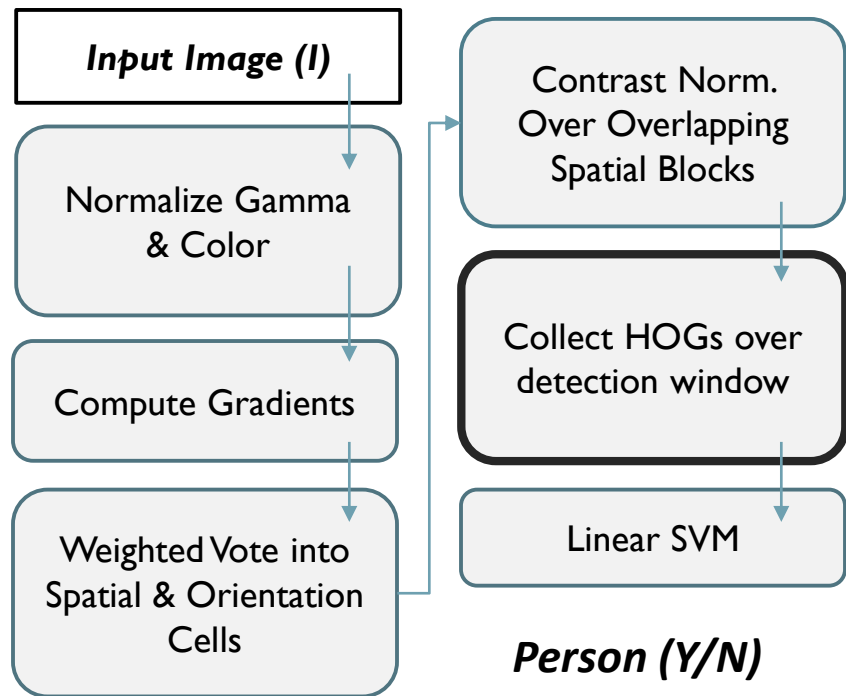 Input Image (I)
Normalize Gamma
& Color
Compute Gradients
Weighted Vote into
Spatial & Orientation
Cells
Contrast Norm.
Over Overlapping
Spatial Blocks
Collect HOGs over
detection window
Linear SVM
Person (Y/N)